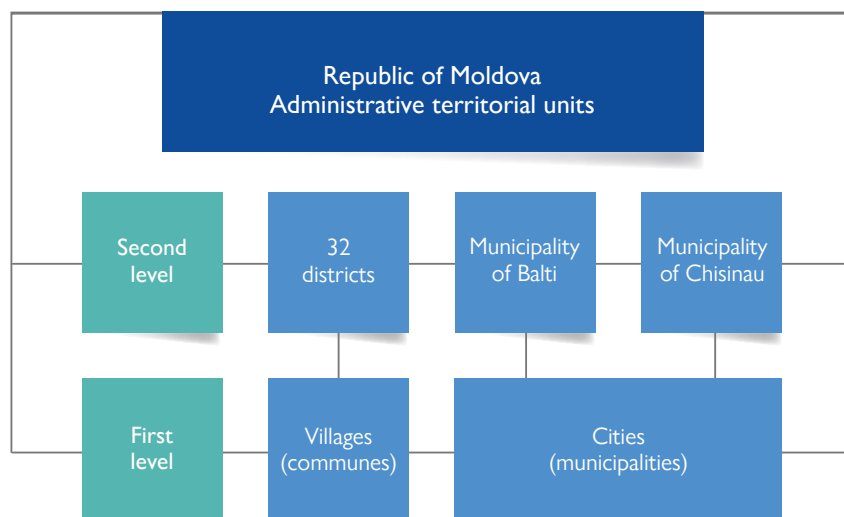 Republic of Moldova
Administrative territorial units
Second
level
32
districts
Municipality
of Balti
Municipality
of Chisinau
First
level
Villages
(communes)
Cities
(municipalities)